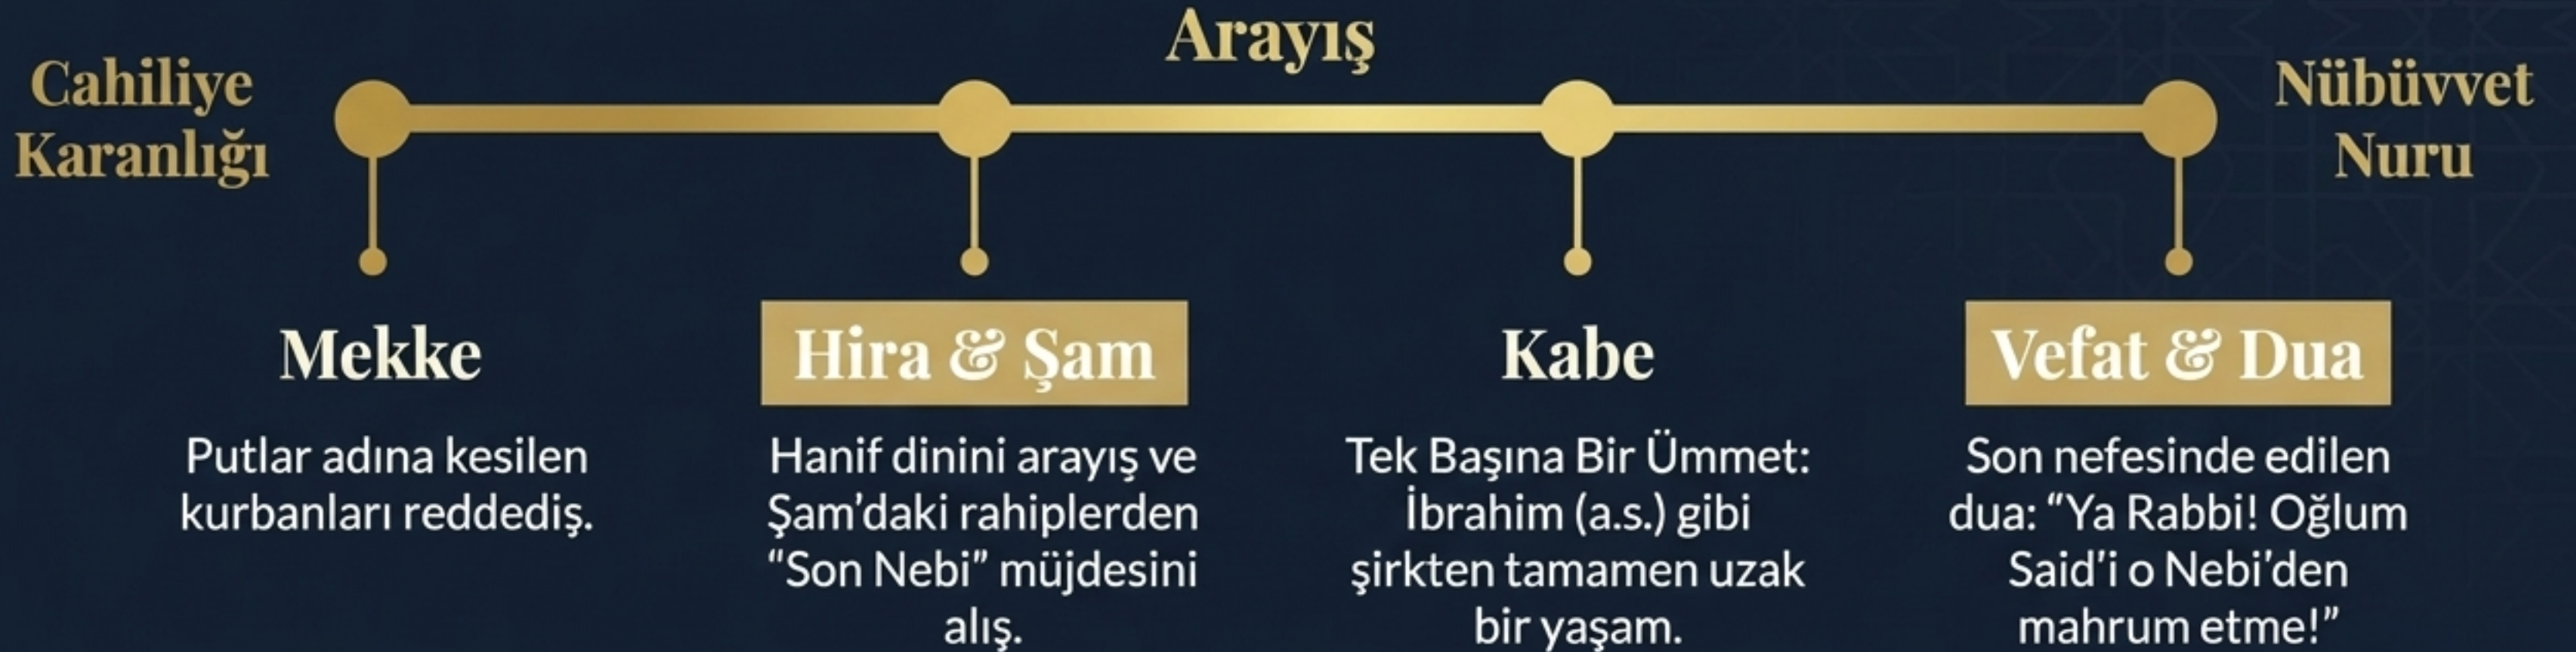 Arayış
Cahiliye
Karanlığı
Nübüvvet
Nuru
Mekke
Putlar adına kesilen
kurbanları reddediş.
Hira & Şam
Hanif dinini arayış ve
Şam'daki rahiplerden
“Son Nebi” müjdesini
alış.
Kabe
Tek Başına Bir Ümmet:
İbrahim (a.s.) gibi
şirkten tamamen uzak
bir yaşam.
Vefat & Dua
Son nefesinde edilen
dua: “Ya Rabbi! Oğlum
Said'i o Nebi'den
mahrum etme!”